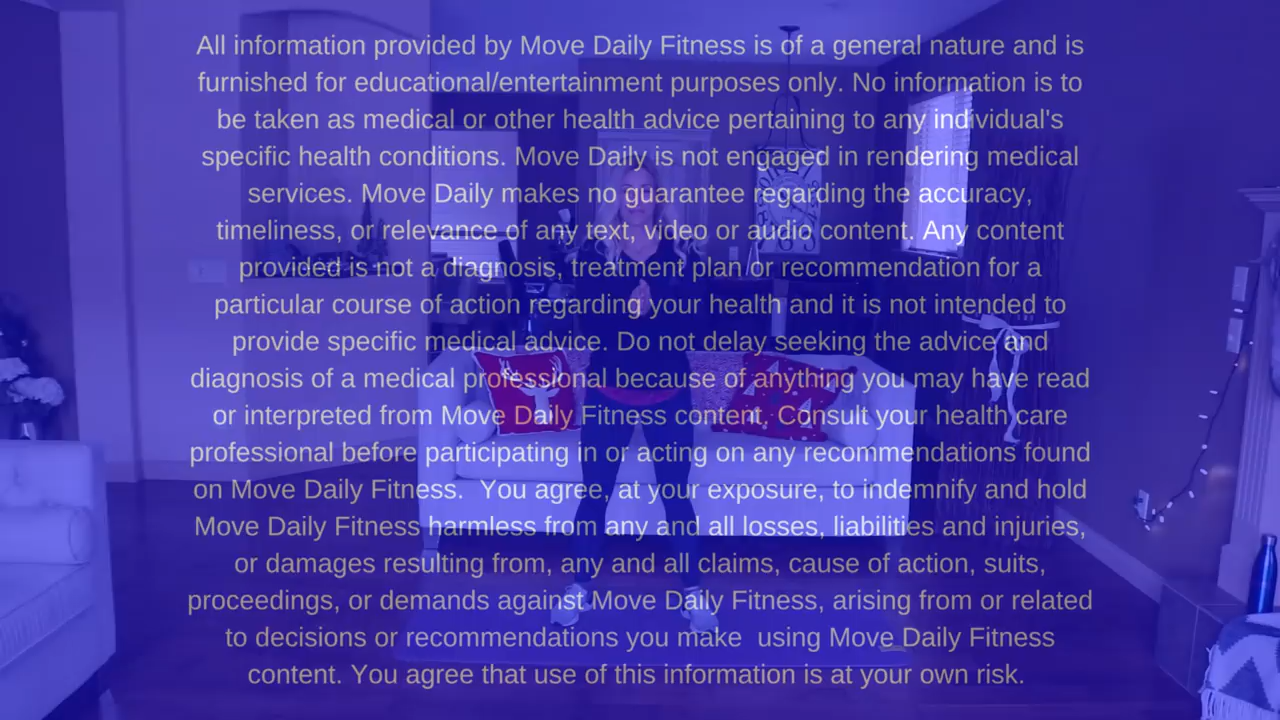 All information provided by Move Daily Fitness is of a general nature and is
furnished for educational/entertainment purposes only. No information is to
be taken as medical or other health advice pertaining to any individual's
specific health conditions. Move Daily is not engaged in rendering medical
services. Move Daily makes no guarantee regarding the accuracy,
timeliness, or relevance of any text, video or audio content. Any content
provided is not a diagnosis, treatment plan or recommendation for a
particular course of action regarding your health and it is not intended to
provide specific medical advice. Do not delay seeking the advice and
diagnosis of a medical professional because of anything you may have read
or interpreted from Move Daily Fitness content. Consult your health care
professional before participating in or acting on any recommendations found
on Move Daily Fitness.  You agree, at your exposure, to indemnify and hold
Move Daily Fitness harmless from any and all losses, liabilities and injuries,
or damages resulting from, any and all claims, cause of action, suits,
proceedings, or demands against Move Daily Fitness, arising from or related
to decisions or recommendations you make  using Move Daily Fitness
content. You agree that use of this information is at your own risk.